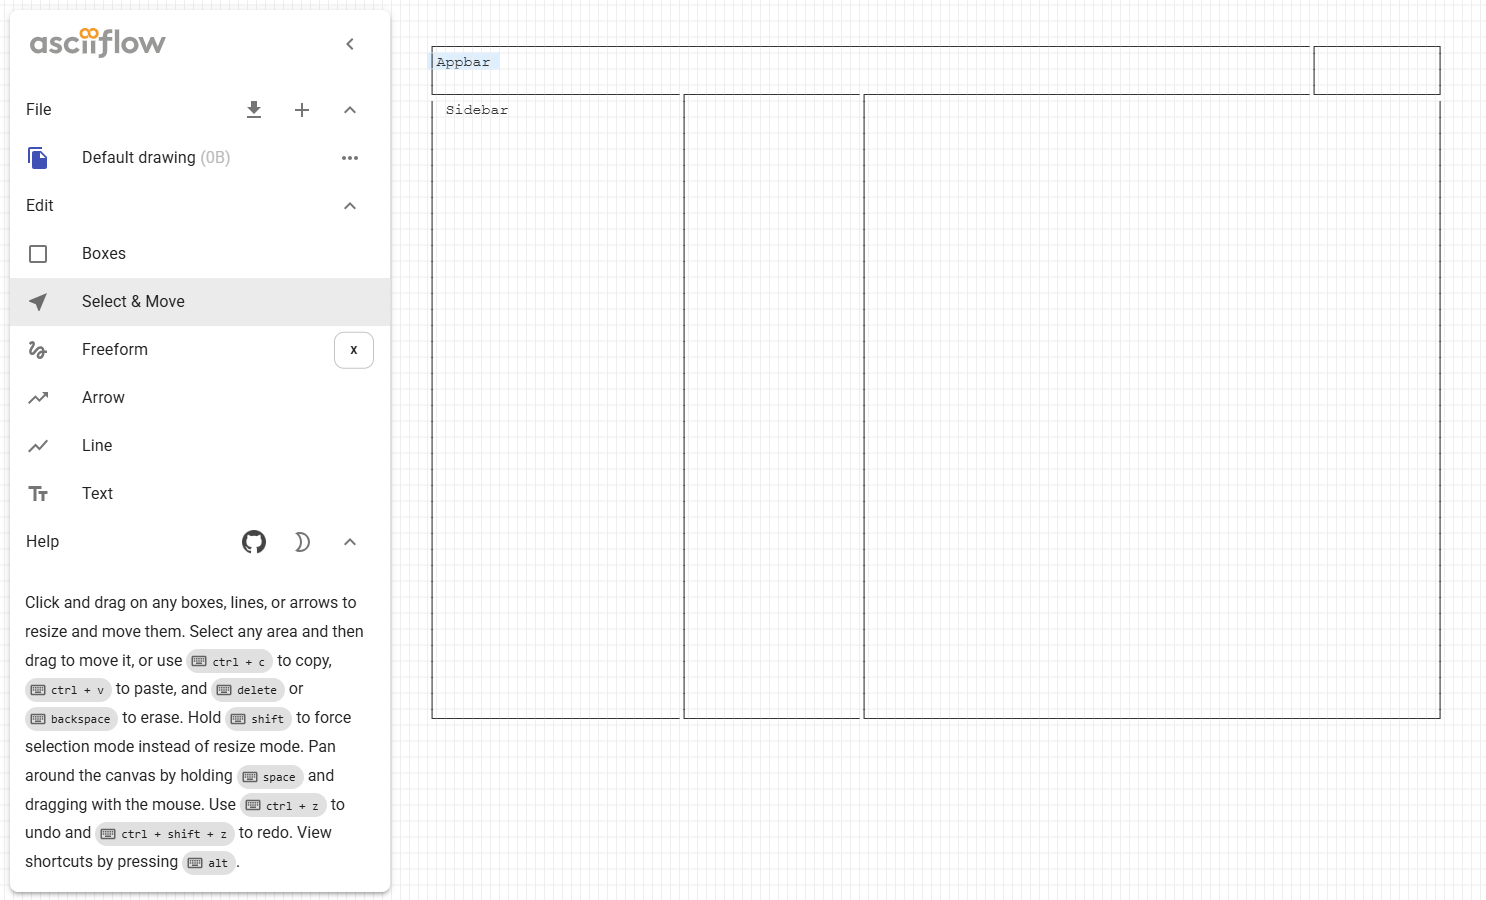 asciiflow
File
Default drawing (0B)
Edit
Boxes
Select & Move
Freeform x
Arrow
Line
Text
Help
Click and drag on any boxes, lines, or arrows to
resize and move them. Select any area and then
drag to move it, or use ctrl + c to copy,
ctrl + v to paste, and delete or
backspace to erase. Hold shift to force
selection mode instead of resize mode. Pan
around the canvas by holding space and
dragging with the mouse. Use ctrl + z to
undo and ctrl + shift + z to redo. View
shortcuts by pressing alt.
Appbar
Sidebar